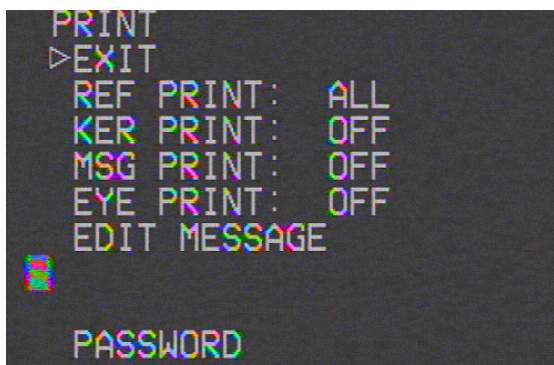 PRINT
▷EXIT
REF PRINT: ALL
KER PRINT: OFF
MSG PRINT: OFF
EYE PRINT: OFF
EDIT MESSAGE
PASSWORD